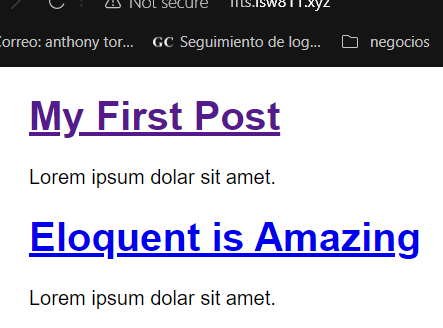 Not secure
lfts.isw811.xyz
Correo: anthony tor...
GC Seguimiento de log...
negocios
My First Post
Lorem ipsum dolar sit amet.
Eloquent is Amazing
Lorem ipsum dolar sit amet.